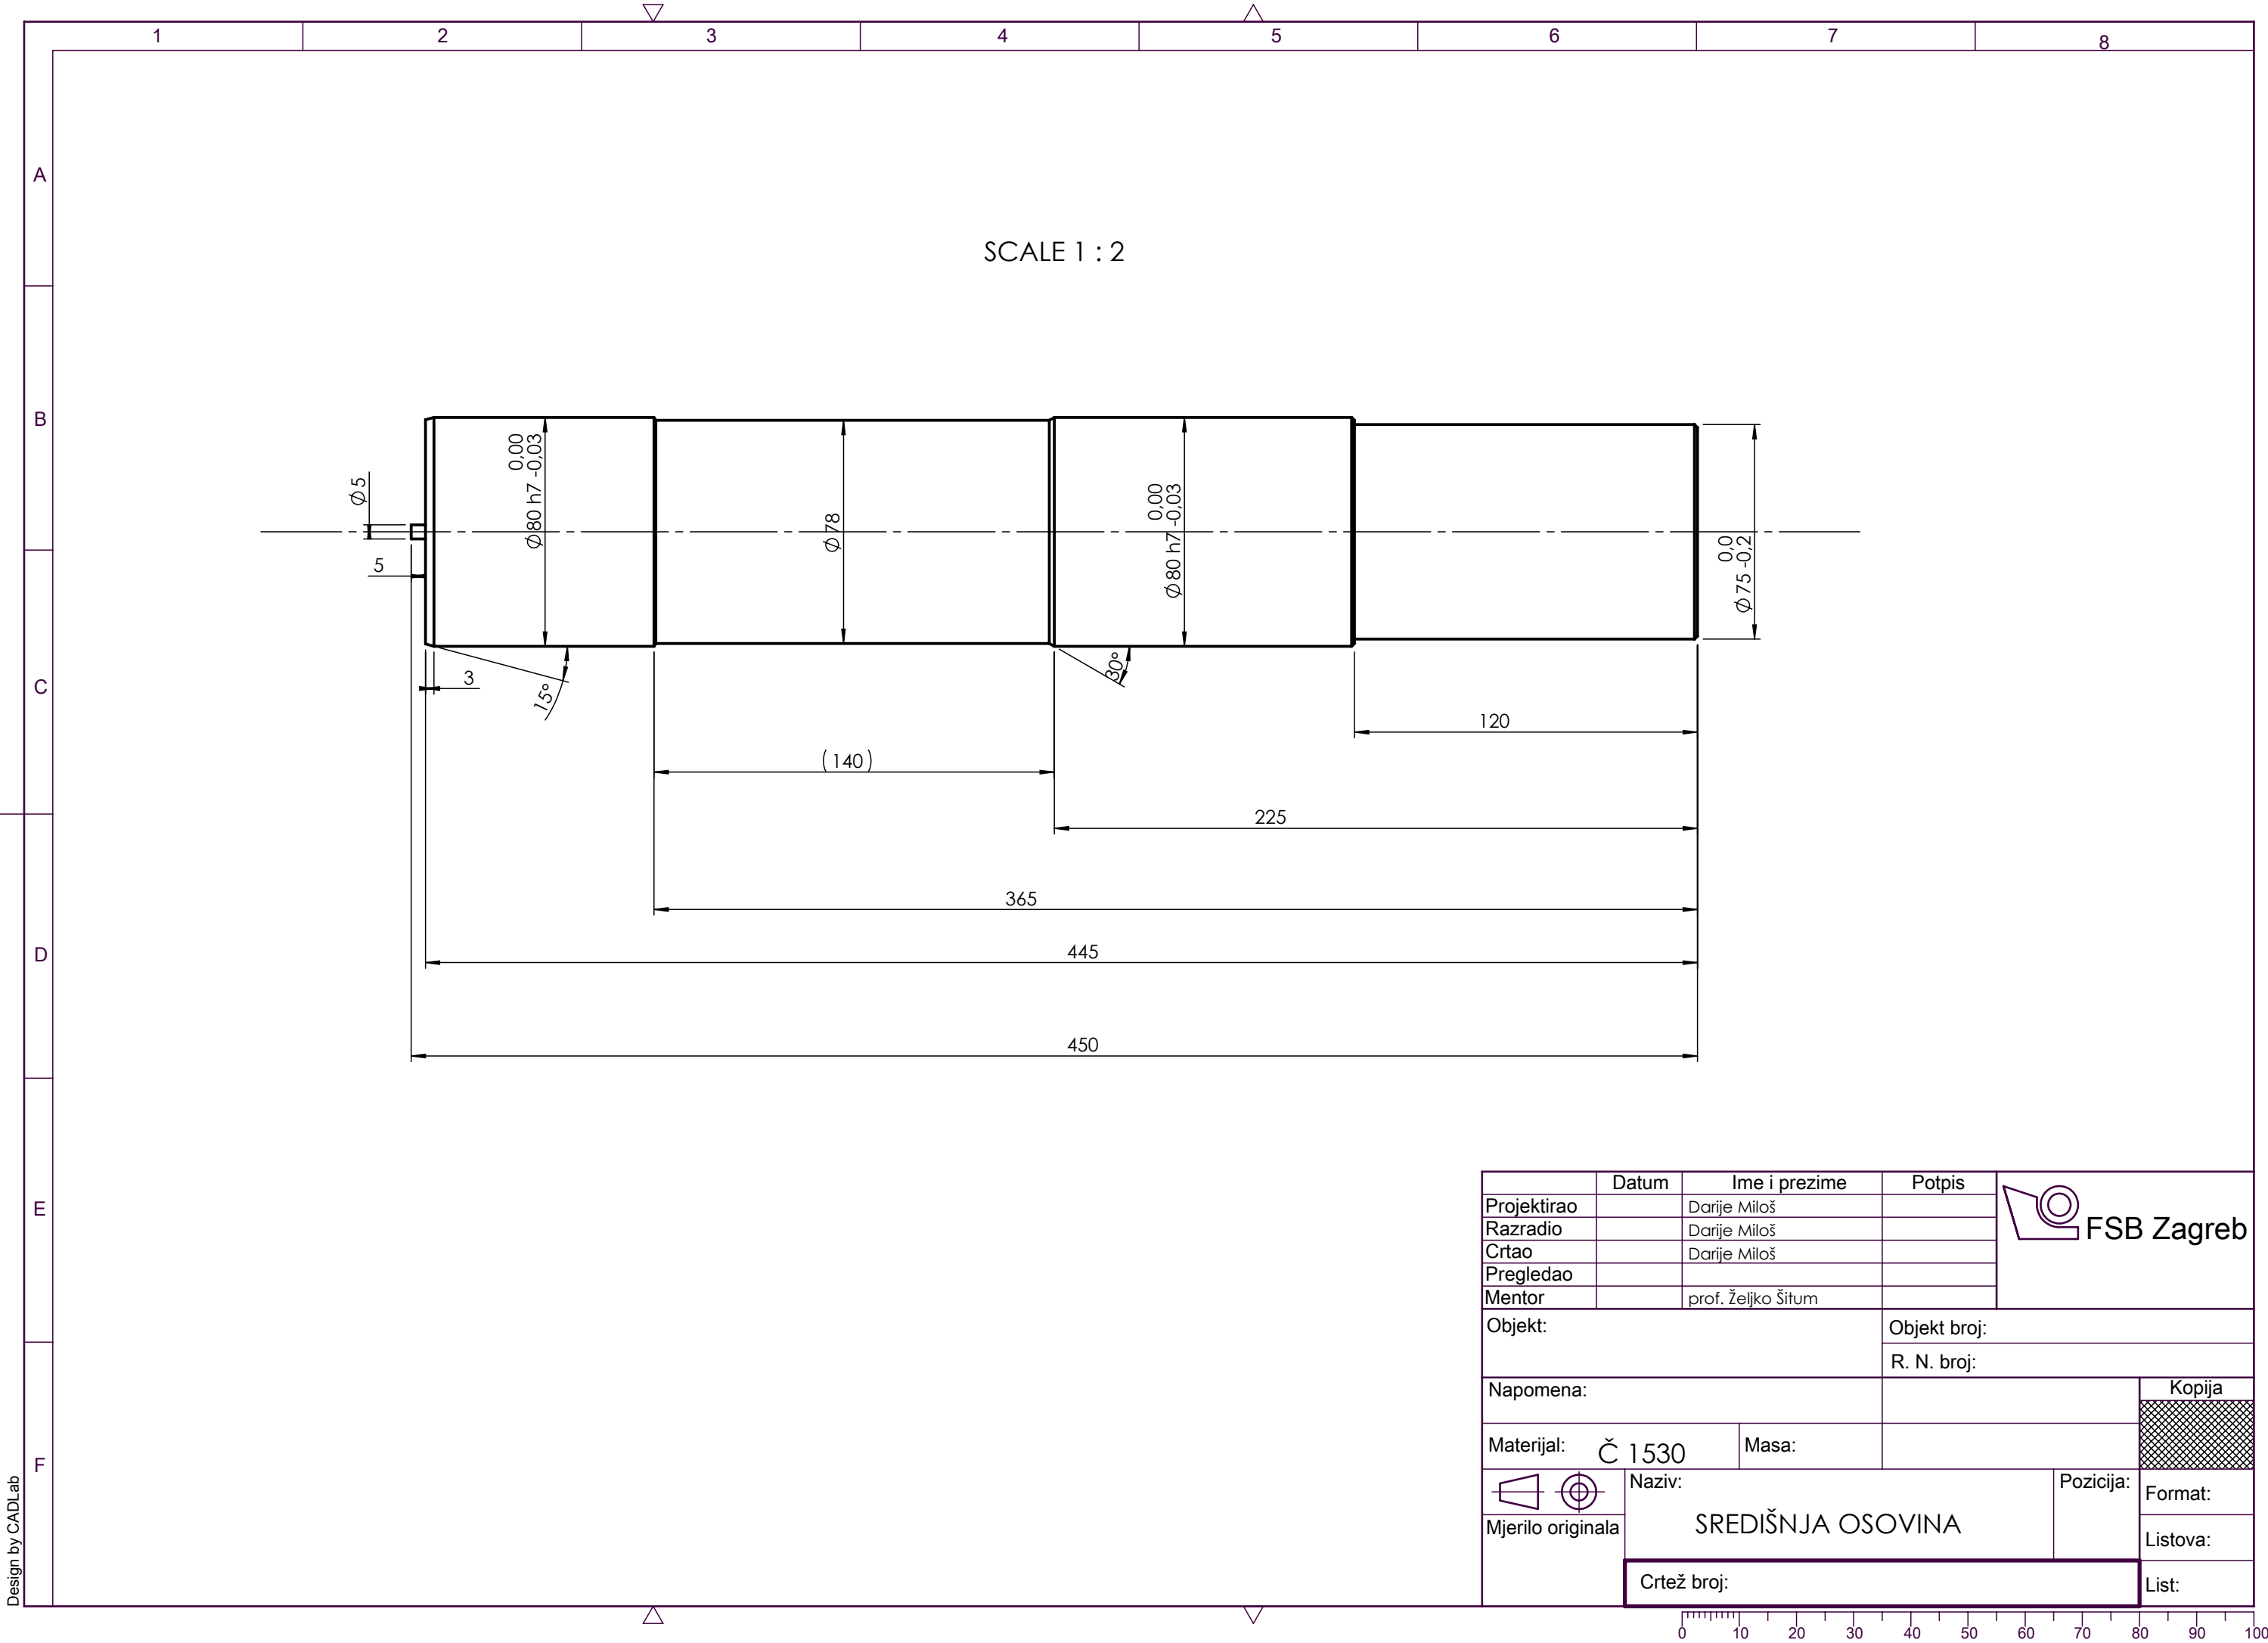 1 2 3 4 5 6 7 8
A
SCALE 1 : 2
B
0,00
Ø80 h7 -0,03
Ø5
Ø78
0,00
Ø80 h7 -0,03
0,0
Ø75 -0,2
5
C
3
15°
30°
120
(140)
225
365
D
445
450
E
F
Datum Ime i prezime Potpis
Projektirao Darije Miloš
Razradio Darije Miloš
Crtao Darije Miloš
Pregledao
Mentor prof. Željko Šitum
FSB Zagreb
Objekt:
Objekt broj:
R. N. broj:
Napomena:
Kopija
Materijal: Č 1530 Masa:
Naziv:
SREDIŠNJA OSOVINA
Pozicija:
Format:
Mjerilo originala
Listova:
Crtež broj:
List:
Design by CADLab
0 10 20 30 40 50 60 70 80 90 100